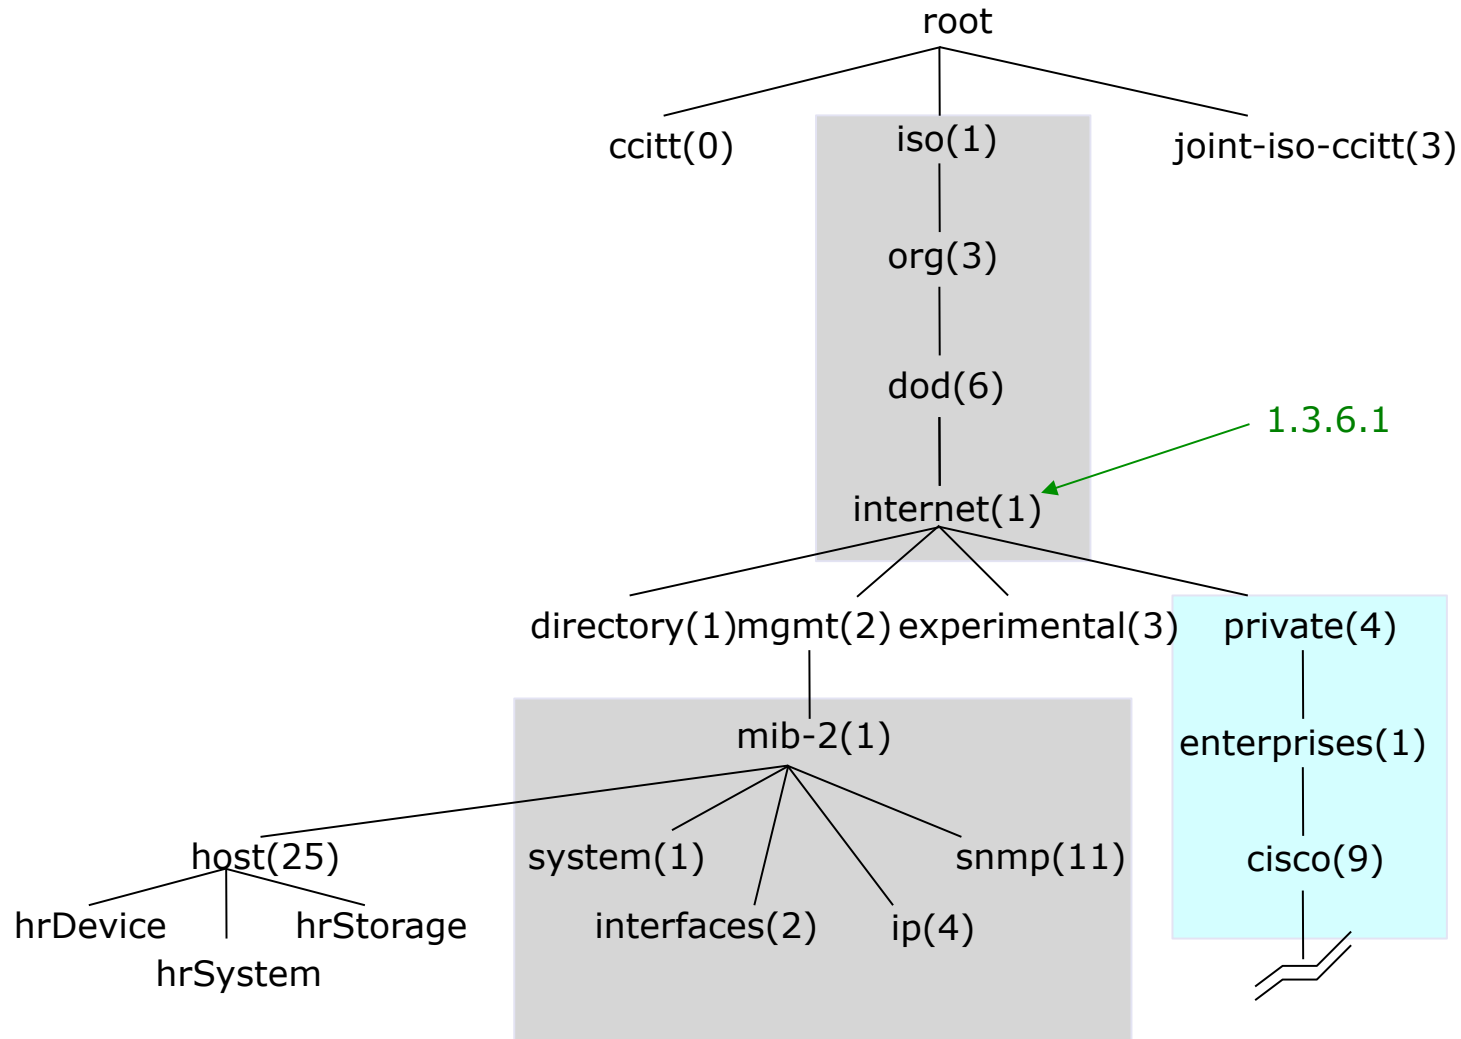 root
ccitt(0)
iso(1)
joint-iso-ccitt(3)
org(3)
dod(6)
1.3.6.1
internet(1)
directory(1)
mgmt(2)
experimental(3)
private(4)
mib-2(1)
enterprises(1)
host(25)
system(1)
snmp(11)
cisco(9)
hrDevice
hrStorage
interfaces(2)
ip(4)
hrSystem